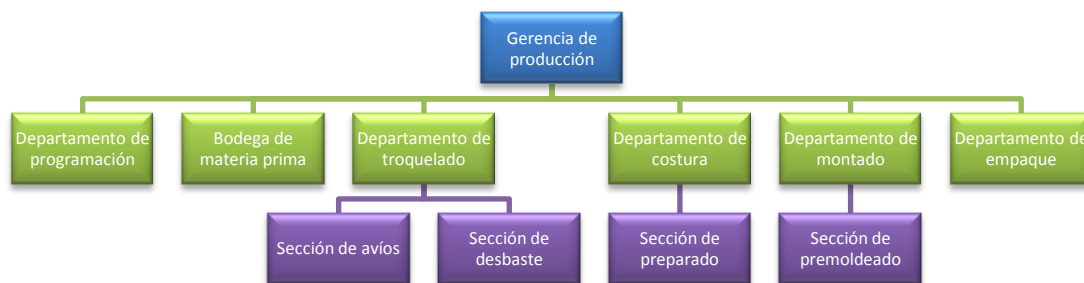 Gerencia de
producción
Departamento de
programación
Bodega de
materia prima
Departamento de
troquelado
Departamento de
costura
Departamento de
montado
Departamento de
empaque
Sección de avíos
Sección de
desbaste
Sección de
preparado
Sección de
premoldeado